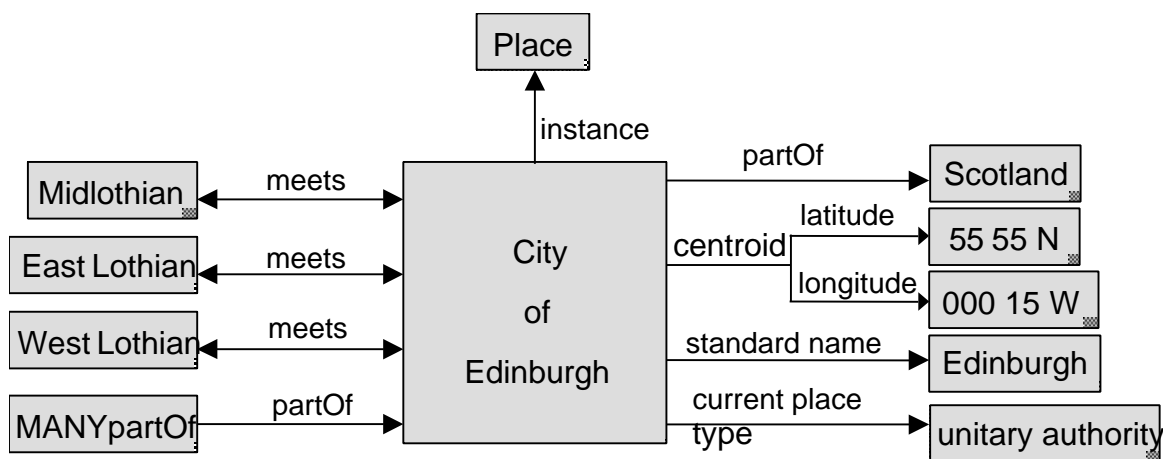 Place
instance
partOf
Scotland
Midlothian
meets
latitude
55 55 N
centroid
East Lothian
meets
City
of
Edinburgh
longitude
000 15 W
West Lothian
meets
standard name
Edinburgh
MANYpartOf
partOf
current place
type
unitary authority